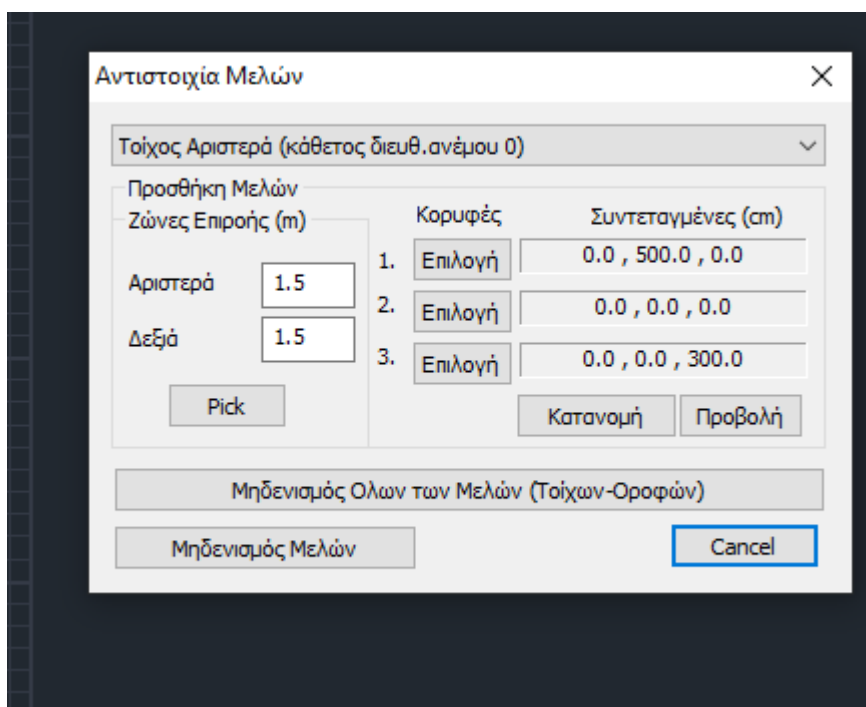 Αντιστοιχία Μελών
Τοίχος Αριστερά (κάθετος διευθ.ανέμου 0)
Προσθήκη Μελών
Ζώνες Επιροής (m)
Αριστερά 1.5
Δεξιά 1.5
Pick
Κορυφές Συντεταγμένες (cm)
1. Επιλογή 0.0 , 500.0 , 0.0
2. Επιλογή 0.0 , 0.0 , 0.0
3. Επιλογή 0.0 , 0.0 , 300.0
Κατανομή Προβολή
Μηδενισμός Ολων των Μελών (Τοίχων-Οροφών)
Μηδενισμός Μελών Cancel